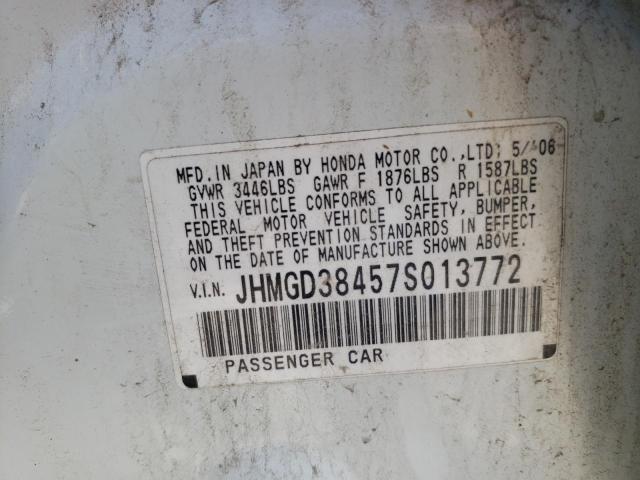 MFD. IN JAPAN BY HONDA MOTOR CO.,LTD; 5/'06
GVWR 3446LBS GAWR F 1876LBS R 1587LBS
THIS VEHICLE CONFORMS TO ALL APPLICABLE
FEDERAL MOTOR VEHICLE SAFETY, BUMPER,
AND THEFT PREVENTION STANDARDS IN EFFECT
ON THE DATE OF MANUFACTURE SHOWN ABOVE.
V.I.N. JHMGD38457S013772
PASSENGER CAR